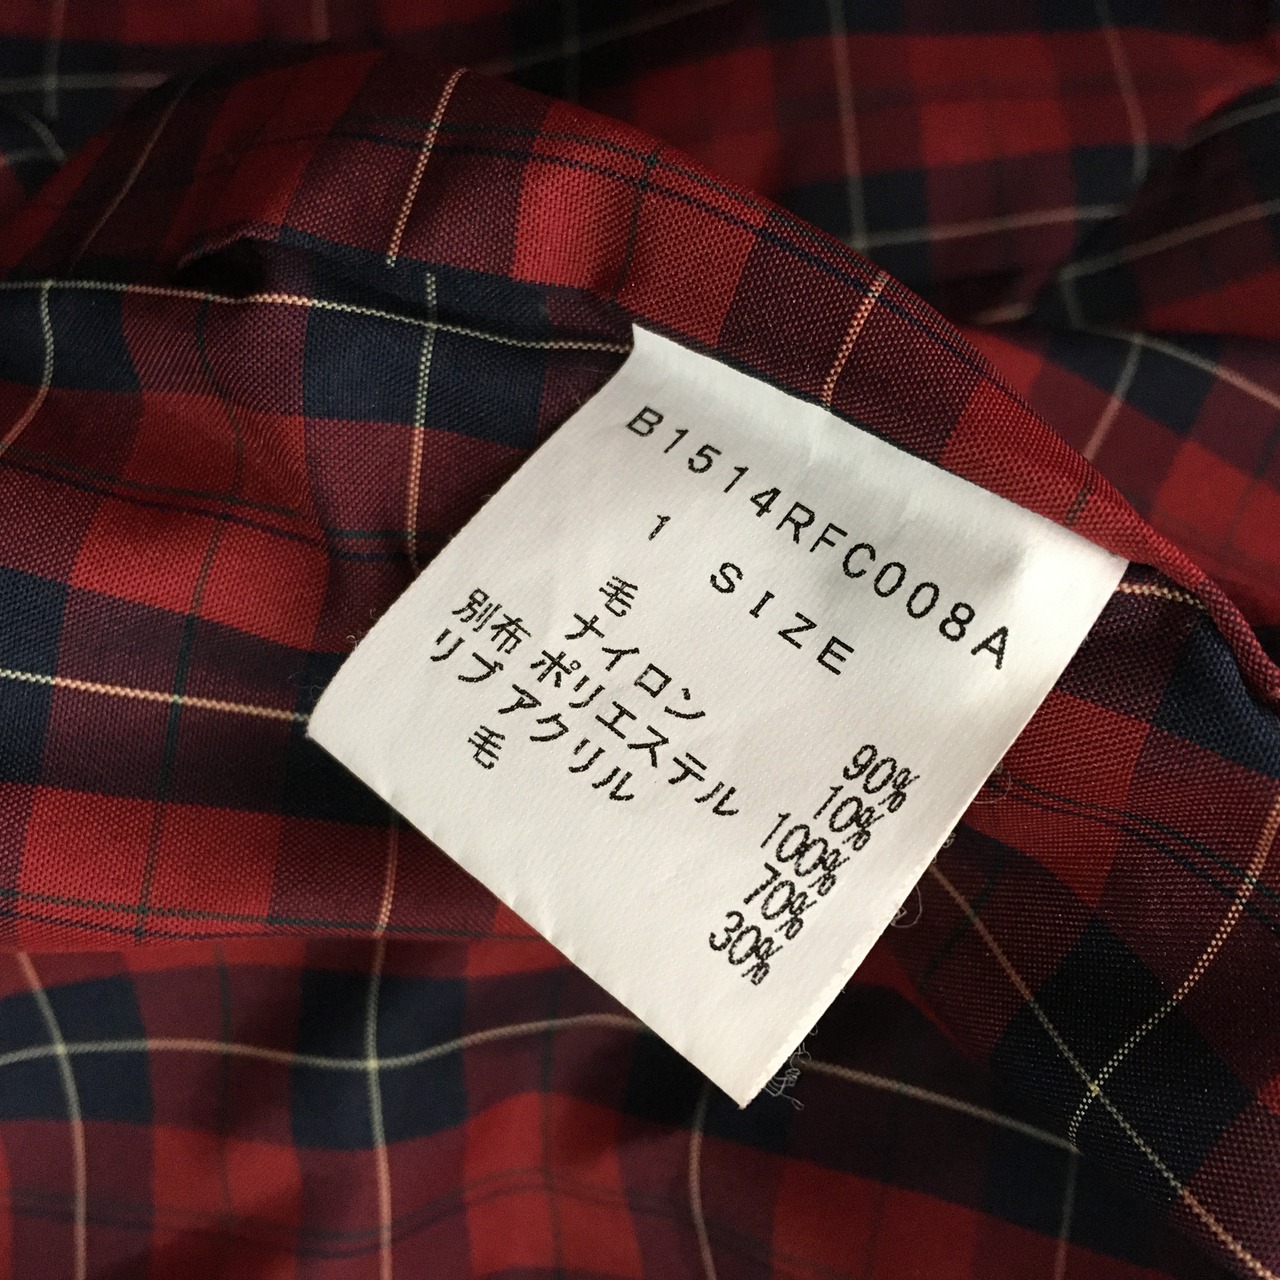 B1514RFC008A
1 SIZE
毛 90%
ナイロン 10%
別布 ポリエステル 100%
リブ アクリル 70%
毛 30%